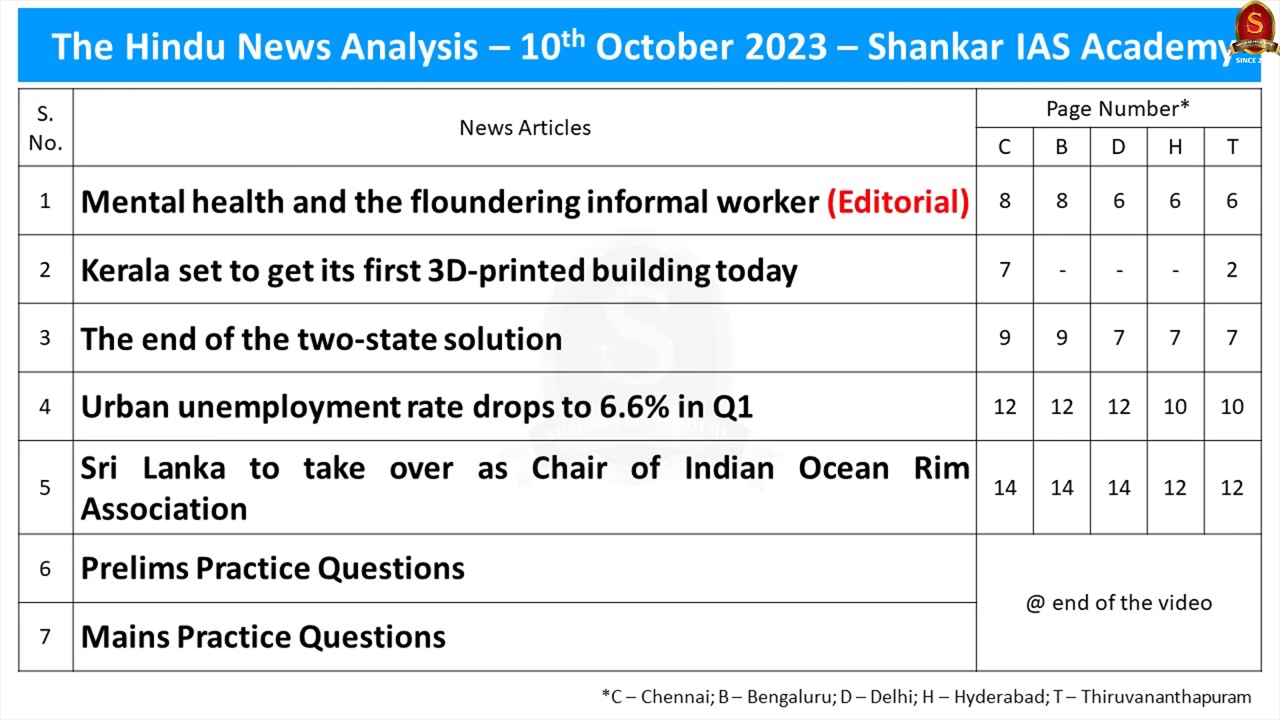 The Hindu News Analysis – 10th October 2023 – Shankar IAS Academy
SINCE 2
S. No.
News Articles
Page Number*
C B D H T
1 Mental health and the floundering informal worker (Editorial) 8 8 6 6 6
2 Kerala set to get its first 3D-printed building today 7 - - - 2
3 The end of the two-state solution 9 9 7 7 7
4 Urban unemployment rate drops to 6.6% in Q1 12 12 12 10 10
5 Sri Lanka to take over as Chair of Indian Ocean Rim
Association 14 14 14 12 12
6 Prelims Practice Questions
@ end of the video
7 Mains Practice Questions
*C – Chennai; B – Bengaluru; D – Delhi; H – Hyderabad; T – Thiruvananthapuram